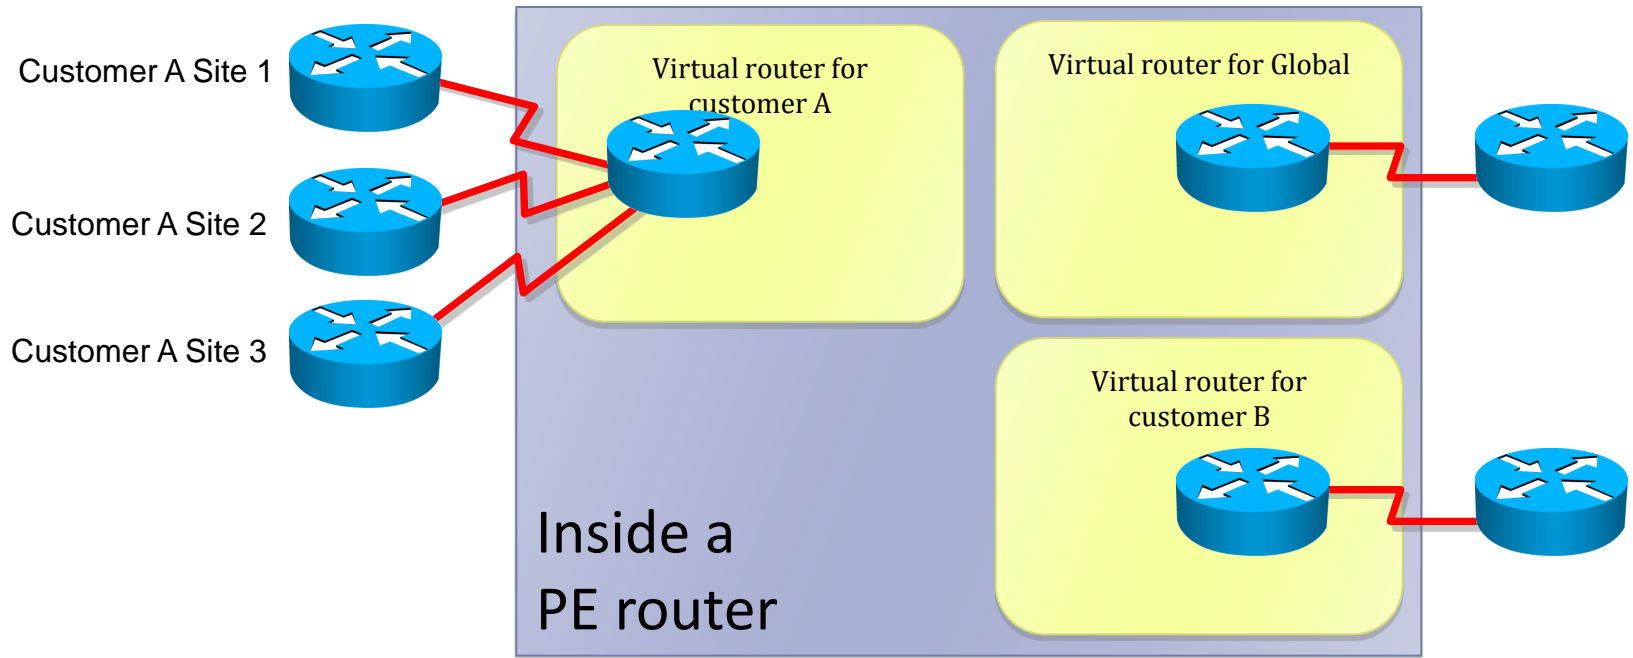 Customer A Site 1
Customer A Site 2
Customer A Site 3
Virtual router for
customer A
Virtual router for Global
Virtual router for
customer B
Inside a
PE router